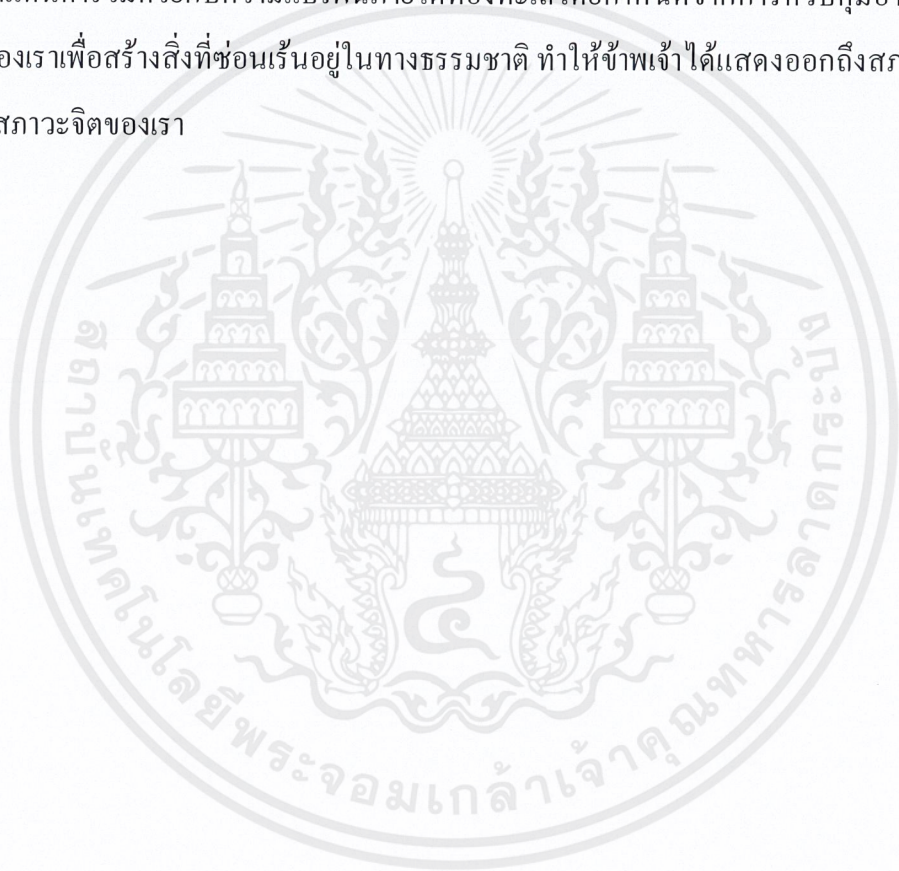 องเราเพื่อสร้างสิ่งที่ซ่อนเร้นอยู่ในทางธรรมชาติ ทำให้ข้าพเจ้าได้แสดงออกถึงสภ
สภาวะจิตของเรา
สถาบันเทคโนโลยีพระจอมเกล้าเจ้าคุณทหารลาดกระบัง